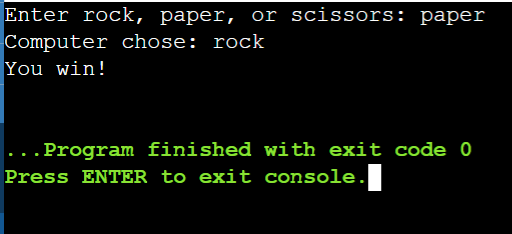 Enter rock, paper, or scissors: paper
Computer chose: rock
You win!
...Program finished with exit code 0
Press ENTER to exit console.